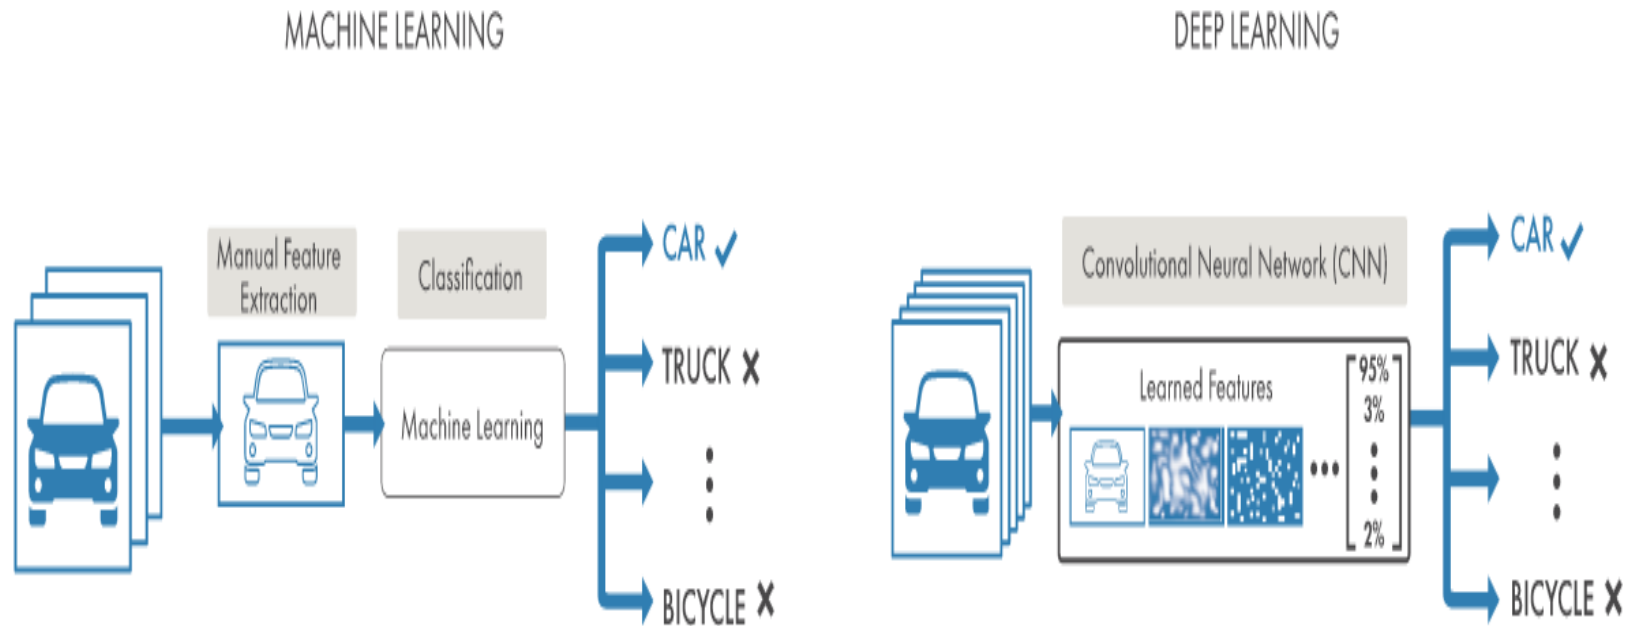 MACHINE LEARNING
Manual Feature
Extraction
Classification
Machine Learning
CAR
TRUCK
BICYCLE
DEEP LEARNING
Convolutional Neural Network (CNN)
Learned Features
95%
3%
2%
CAR
TRUCK
BICYCLE